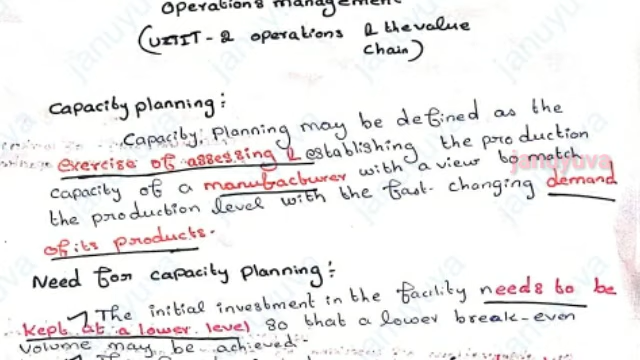 Operations management
(UNIT-2 operations & the value
Chain)
Capacity planning:
Capacity planning may be defined as the
exercise of assessing & establishing the production
capacity of a manufacturer with a view to match
the production level with the fast-changing demand
of its products.
Need for capacity planning:
The initial investment in the facility needs to be
kept at a lower level so that a lower break-even
volume may be achieved.
januyuva